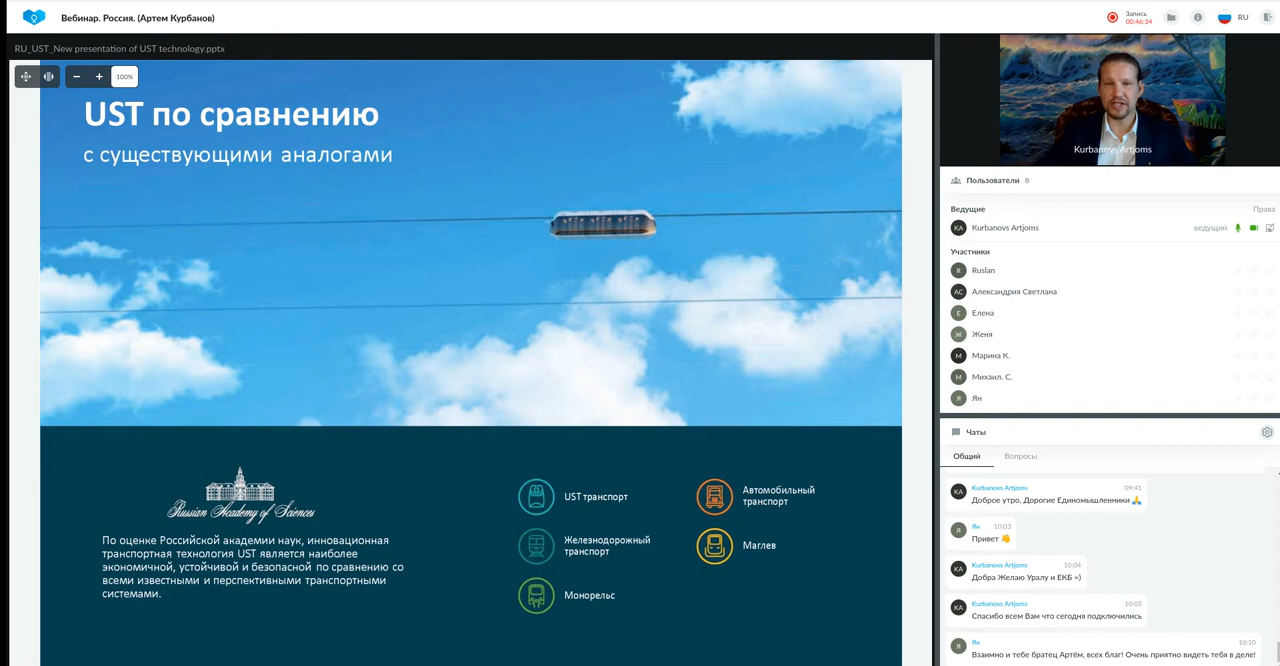 Вебинар. Россия. (Артем Курбанов)
Запись
00:46:34
RU
RU_UST_New presentation of UST technology.pptx
100%
UST по сравнению
с существующими аналогами
Russian Academy of Sciences
По оценке Российской академии наук, инновационная
транспортная технология UST является наиболее
экономичной, устойчивой и безопасной по сравнению со
всеми известными и перспективными транспортными
системами.
UST транспорт
Железнодорожный
транспорт
Монорельс
Автомобильный
транспорт
Маглев
Kurbanovs Artjoms
Пользователи 8
Ведущие
Права
KA Kurbanovs Artjoms
ведущий
Участники
R Ruslan
АС Александрия Светлана
Е Елена
Ж Женя
М Марина К.
М Михаил. С.
Я Ян
Чаты
Общий
Вопросы
KA Kurbanovs Artjoms 09:41
Доброе утро, Дорогие Единомышленники 🙏
Я Ян 10:03
Привет 👋
KA Kurbanovs Artjoms 10:04
Добра Желаю Уралу и ЕКБ =)
KA Kurbanovs Artjoms 10:05
Спасибо всем Вам что сегодня подключились
Я Ян 10:10
Взаимно и тебе братец Артём, всех благ! Очень приятно видеть тебя в деле!